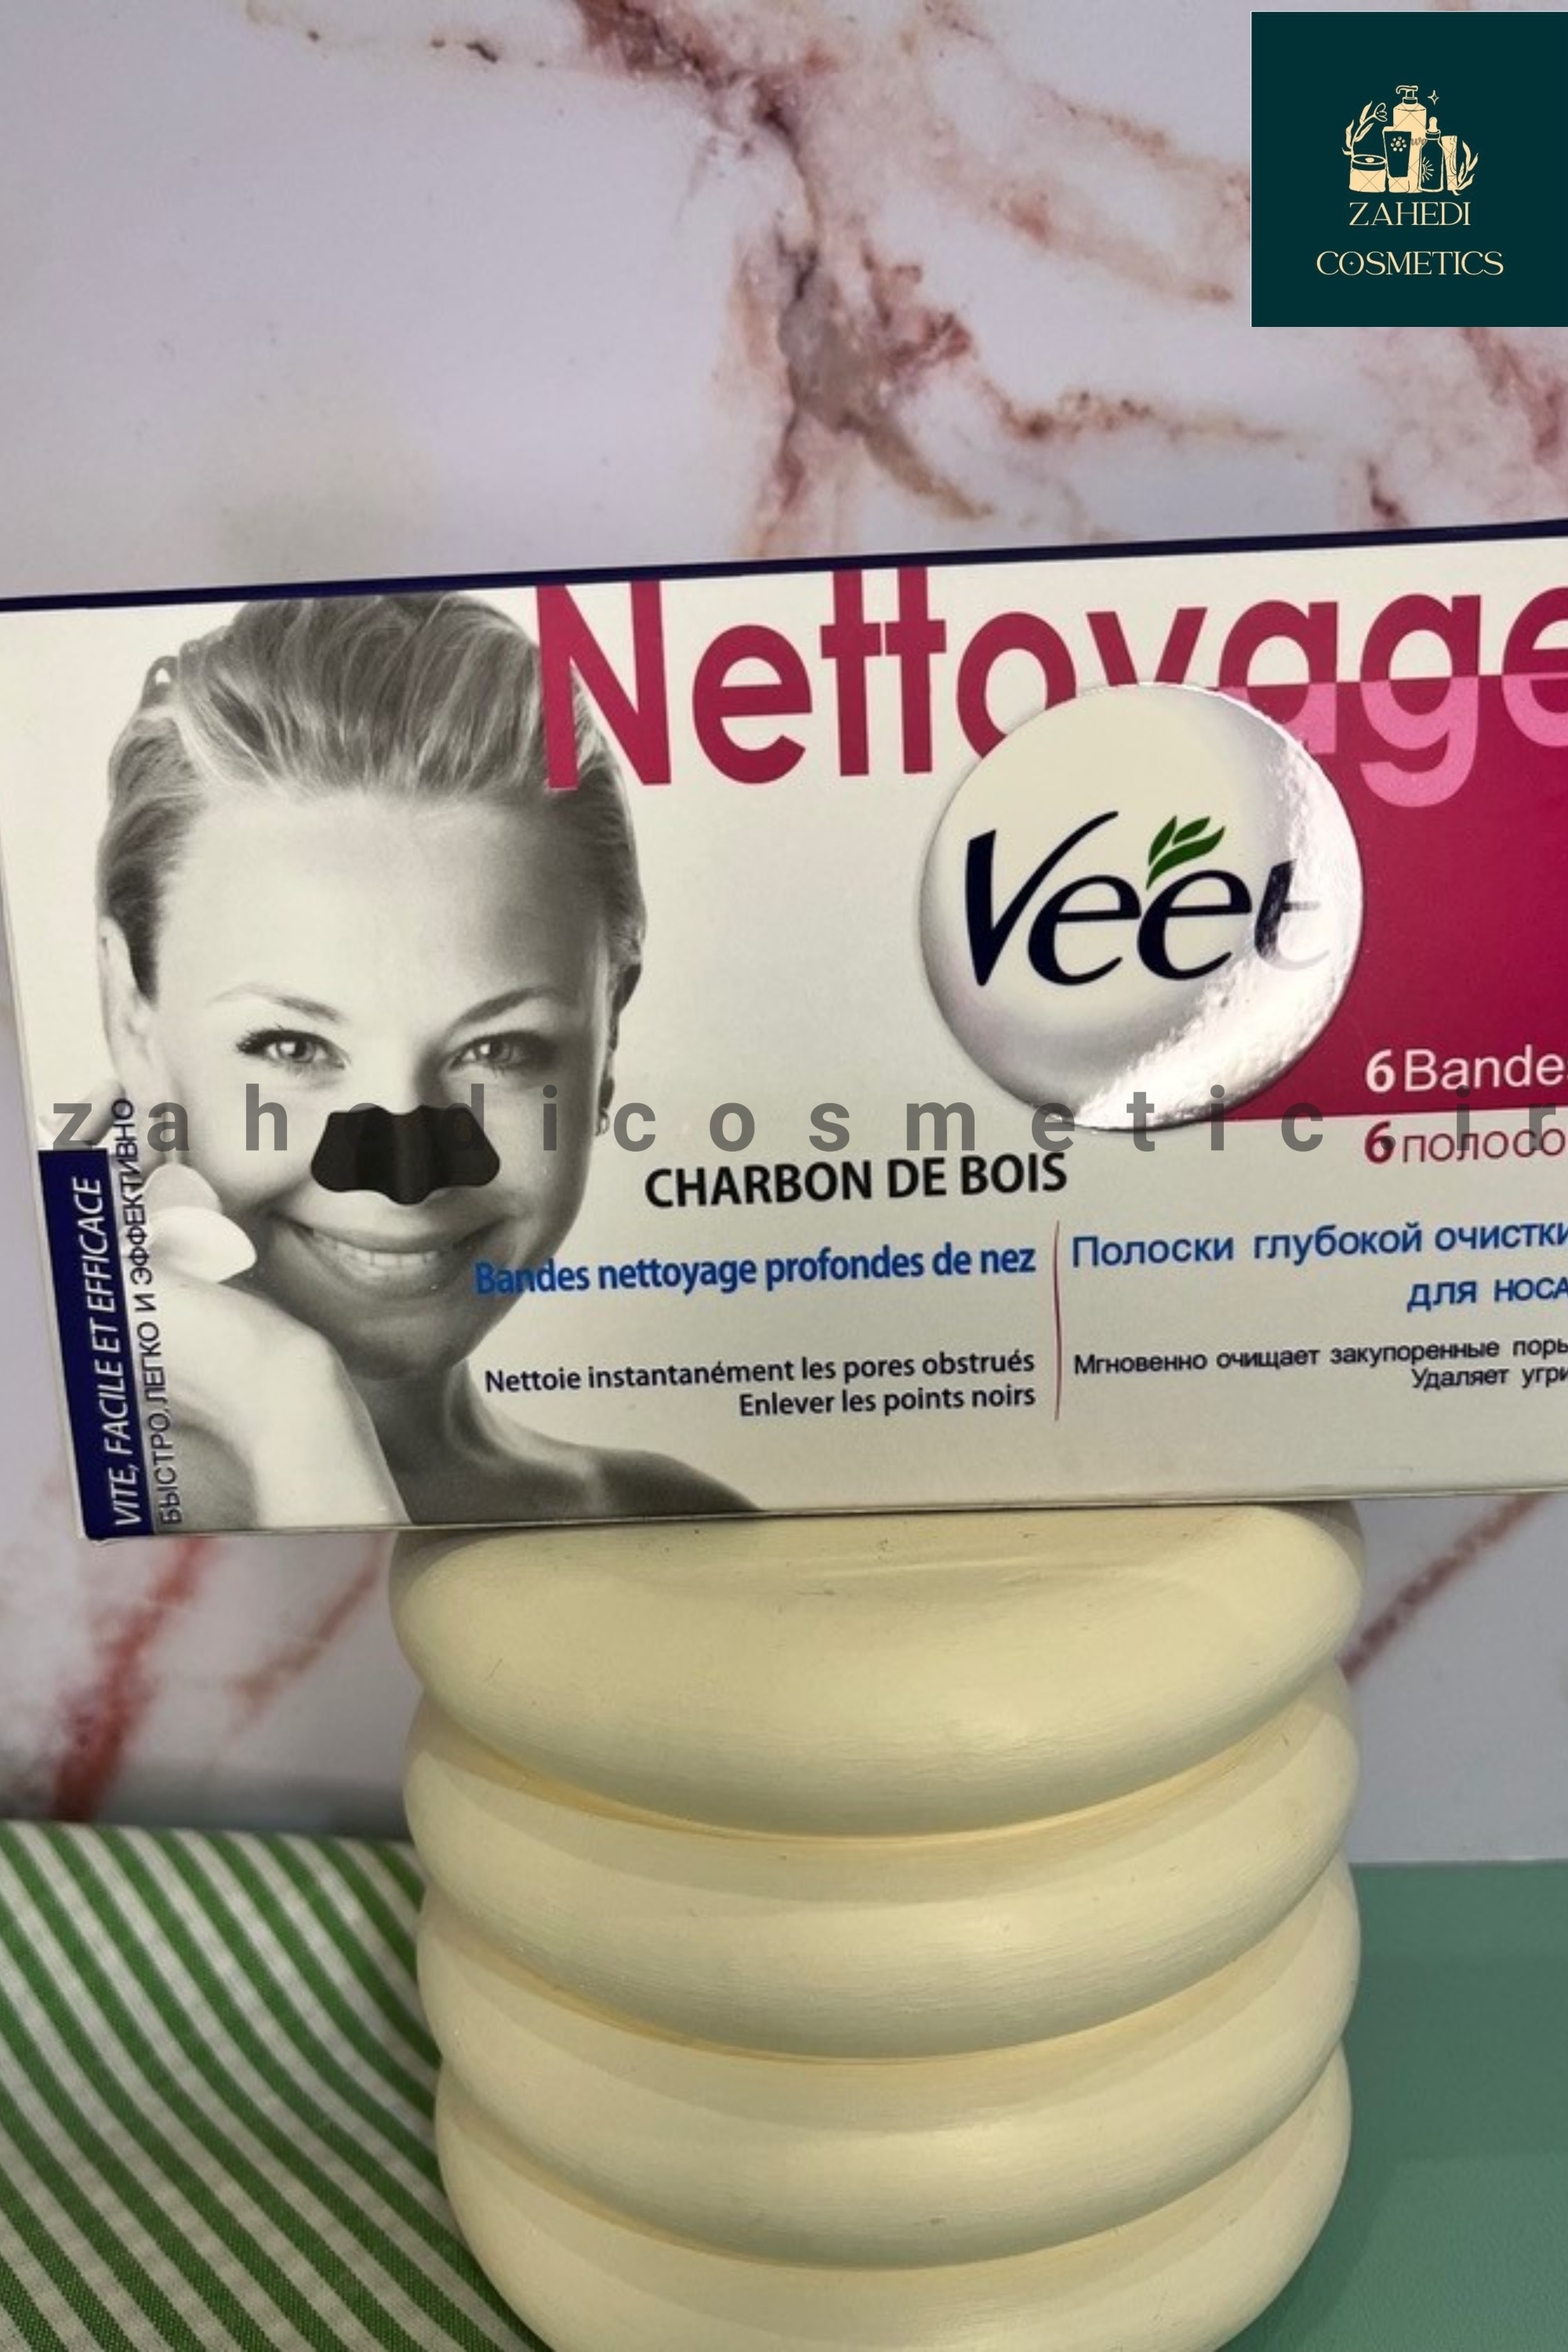 ZAHEDI
COSMETICS
Nettoyage
Veet
6 Bande
6 полосо
zahedicosmetic.ir
CHARBON DE BOIS
Bandes nettoyage profondes de nez
Полоски глубокой очистки
для носа
Nettoie instantanément les pores obstrués
Enlever les points noirs
Мгновенно очищает закупоренные поры
Удаляет угри
VITE, FACILE ET EFFICACE
БЫСТРО,ЛЕГКО И ЭФФЕКТИВНО